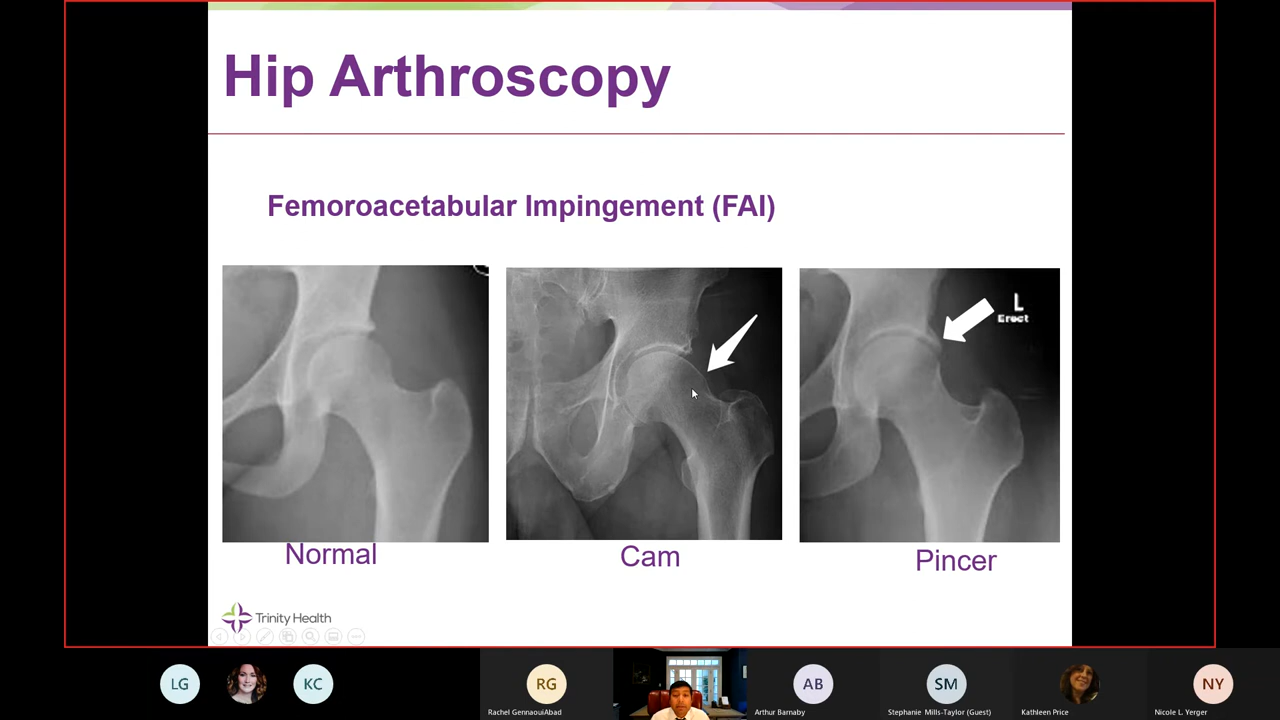 Hip Arthroscopy
Femoroacetabular Impingement (FAI)
L
Erect
Normal
Cam
Pincer
Trinity Health
LG
KC
RG
AB
SM
NY
Rachel GennaouiAbad
Arthur Barnaby
Stephanie Mills-Taylor (Guest)
Kathleen Price
Nicole L. Yerger